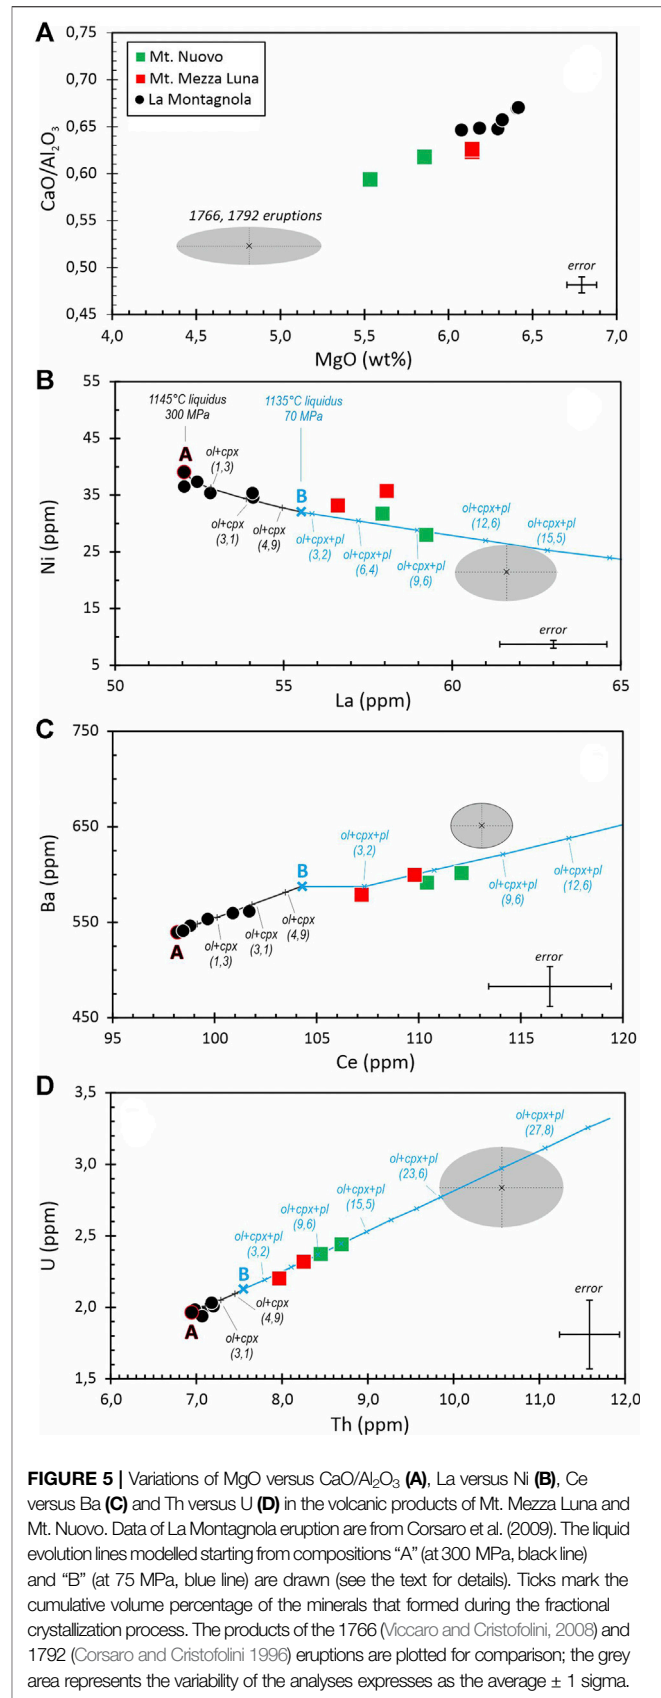 A
0,75
Mt. Nuovo
Mt. Mezza Luna
La Montagnola
0,70
0,65
0,60
0,55
0,50
0,45
CaO/Al₂O₃
1766, 1792 eruptions
error
4,0 4,5 5,0 5,5 6,0 6,5 7,0
MgO (wt%)
B
55
45
35
25
15
5
Ni (ppm)
1145°C liquidus
300 MPa
1135°C liquidus
70 MPa
A
ol+cpx
(1,3)
B
ol+cpx
(3,1)
ol+cpx
(4,9)
ol+cpx+pl
(3,2)
ol+cpx+pl
(6,4)
ol+cpx+pl
(9,6)
ol+cpx+pl
(12,6)
ol+cpx+pl
(15,5)
error
50 55 60 65
La (ppm)
C
750
650
550
450
Ba (ppm)
A
B
ol+cpx
(1,3)
ol+cpx
(3,1)
ol+cpx
(4,9)
ol+cpx+pl
(3,2)
ol+cpx+pl
(9,6)
ol+cpx+pl
(12,6)
error
95 100 105 110 115 120
Ce (ppm)
D
3,5
3,0
2,5
2,0
1,5
U (ppm)
ol+cpx+pl
(27,8)
ol+cpx+pl
(23,6)
ol+cpx+pl
(15,5)
ol+cpx+pl
(9,6)
ol+cpx+pl
(3,2)
B
A
ol+cpx
(4,9)
ol+cpx
(3,1)
error
6,0 7,0 8,0 9,0 10,0 11,0 12,0
Th (ppm)
FIGURE 5 | Variations of MgO versus CaO/Al₂O₃ (A), La versus Ni (B), Ce
versus Ba (C) and Th versus U (D) in the volcanic products of Mt. Mezza Luna and
Mt. Nuovo. Data of La Montagnola eruption are from Corsaro et al. (2009). The liquid
evolution lines modelled starting from compositions “A” (at 300 MPa, black line)
and “B” (at 75 MPa, blue line) are drawn (see the text for details). Ticks mark the
cumulative volume percentage of the minerals that formed during the fractional
crystallization process. The products of the 1766 (Viccaro and Cristofolini, 2008) and
1792 (Corsaro and Cristofolini 1996) eruptions are plotted for comparison; the grey
area represents the variability of the analyses expresses as the average ± 1 sigma.